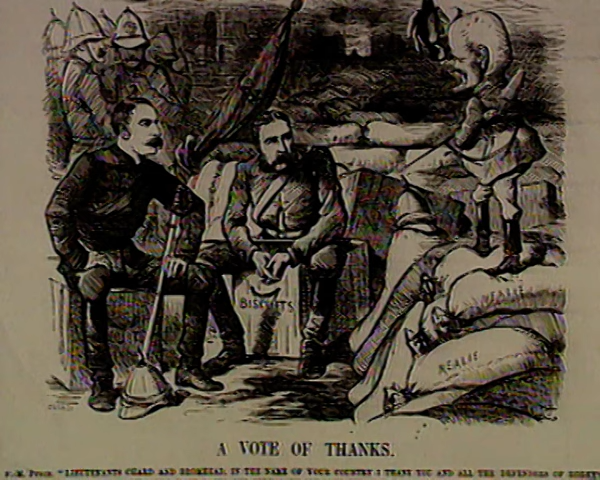 BISCUITS
MEALIE
MEALIE
A VOTE OF THANKS.
F.-M. PUNCH. "LIEUTENANTS CHARD AND BROMHEAD, IN THE NAME OF YOUR COUNTRY I THANK YOU AND ALL THE DEFENDERS OF RORKE'S